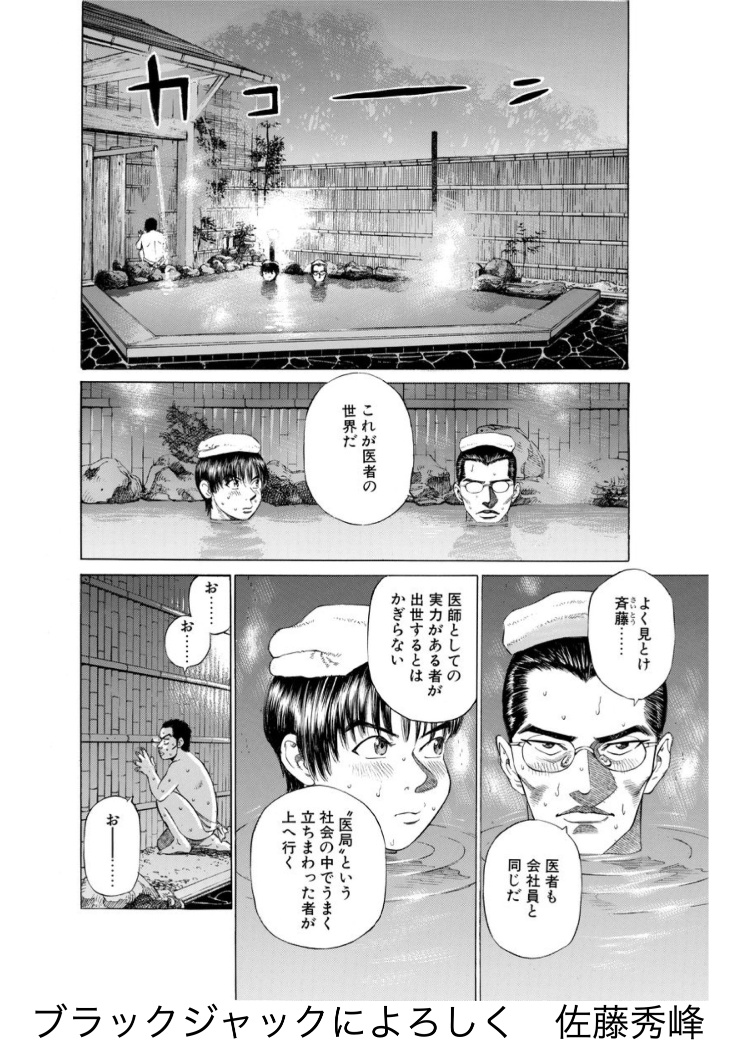 カコーン
これが医者の
世界だ
よく見とけ
斉藤……
さいとう
医者も
会社員と
同じだ
医師としての
実力がある者が
出世するとは
かぎらない
〝医局〟という
社会の中でうまく
立ちまわった者が
上へ行く
お……
お……
お――……
ブラックジャックによろしく　佐藤秀峰